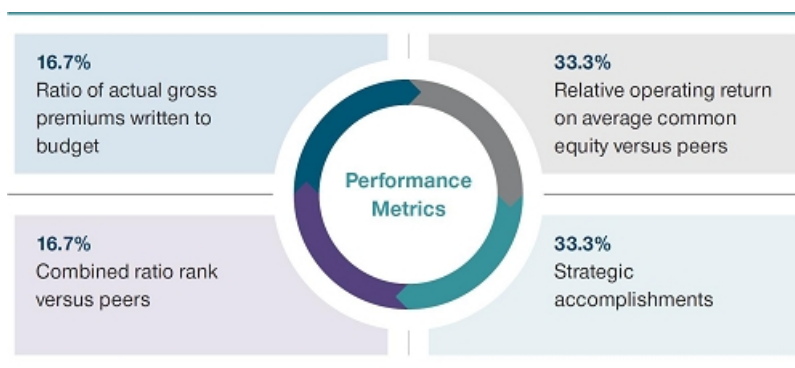 16.7%
Ratio of actual gross
premiums written to
budget
33.3%
Relative operating return
on average common
equity versus peers
Performance
Metrics
16.7%
Combined ratio rank
versus peers
33.3%
Strategic
accomplishments